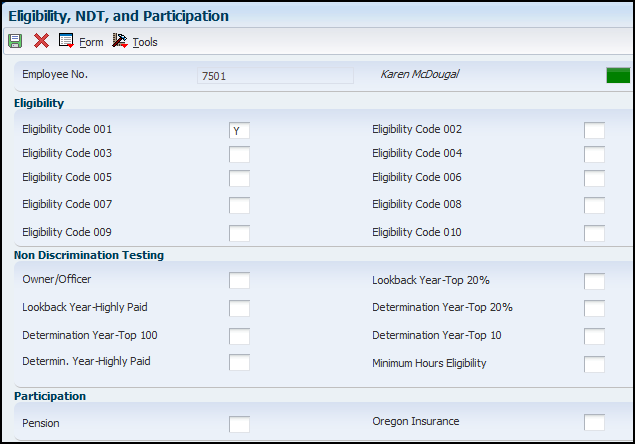 Eligibility, NDT, and Participation
Form Tools
Employee No. 7501 Karen McDougal
Eligibility
Eligibility Code 001 Y Eligibility Code 002
Eligibility Code 003 Eligibility Code 004
Eligibility Code 005 Eligibility Code 006
Eligibility Code 007 Eligibility Code 008
Eligibility Code 009 Eligibility Code 010
Non Discrimination Testing
Owner/Officer Lookback Year-Top 20%
Lookback Year-Highly Paid Determination Year-Top 20%
Determination Year-Top 100 Determination Year-Top 10
Determin. Year-Highly Paid Minimum Hours Eligibility
Participation
Pension Oregon Insurance